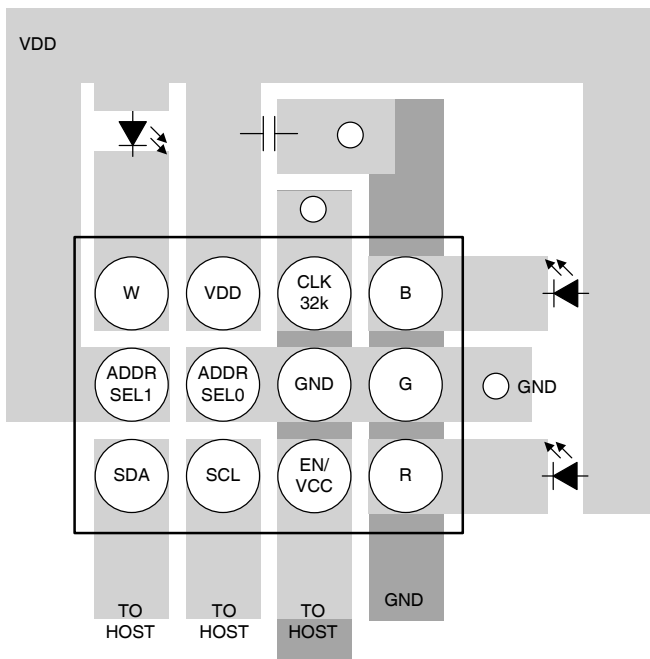 VDD
W
VDD
CLK
32k
B
ADDR
SEL1
ADDR
SEL0
GND
G
GND
SDA
SCL
EN/
VCC
R
TO
HOST
TO
HOST
TO
HOST
GND